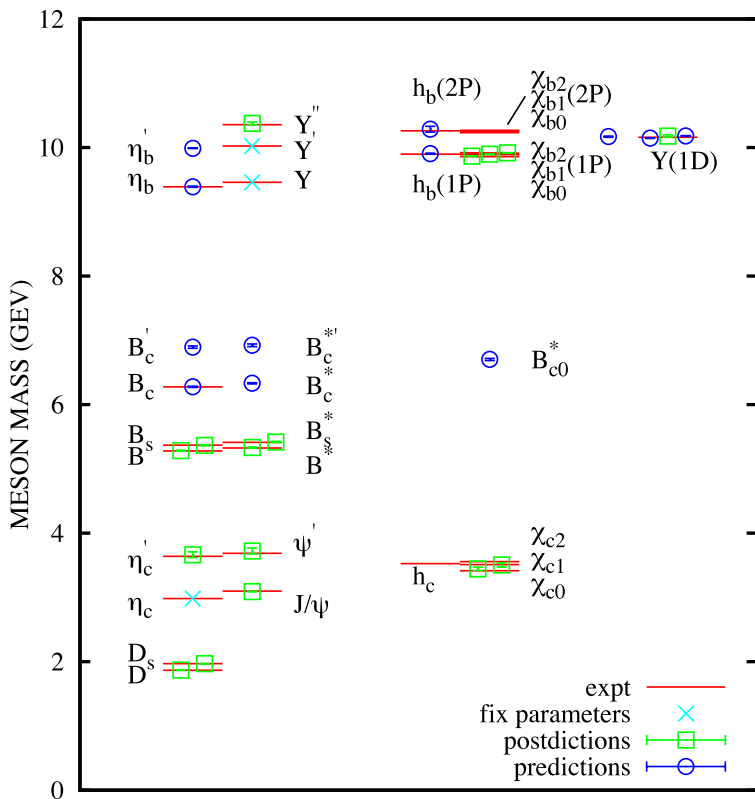 12
10
8
6
4
2
0
MESON MASS (GEV)
Υ''
Υ'
Υ
η_b'
η_b
h_b(2P)
χ_b2
χ_b1(2P)
χ_b0
h_b(1P)
χ_b2
χ_b1(1P)
χ_b0
Υ(1D)
B_c'
B_c*'
B_c
B_c*
B_c0*
B_s
B
B_s*
B*
η_c'
ψ'
η_c
J/ψ
h_c
χ_c2
χ_c1
χ_c0
D_s
D
expt
fix parameters
postdictions
predictions